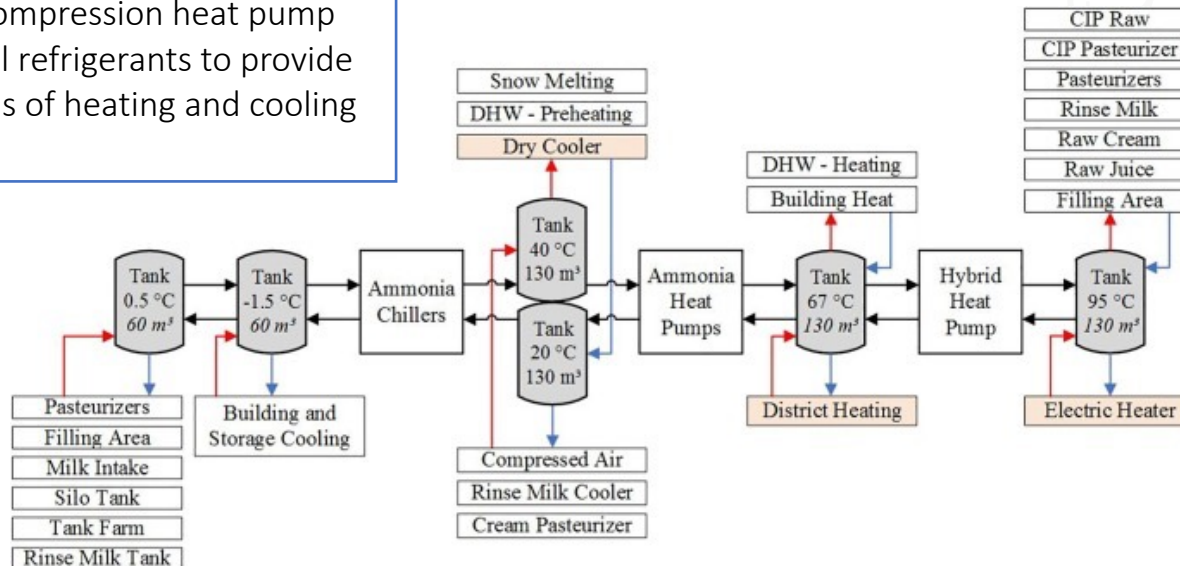 ompression heat pump
l refrigerants to provide
s of heating and cooling
Snow Melting
DHW - Preheating
Dry Cooler
Tank
0.5 °C
60 m³
Tank
-1.5 °C
60 m³
Ammonia
Chillers
Tank
40 °C
130 m³
Tank
20 °C
130 m³
Ammonia
Heat
Pumps
DHW - Heating
Building Heat
Tank
67 °C
130 m³
Hybrid
Heat
Pump
CIP Raw
CIP Pasteurizer
Pasteurizers
Rinse Milk
Raw Cream
Raw Juice
Filling Area
Tank
95 °C
130 m³
Pasteurizers
Filling Area
Milk Intake
Silo Tank
Tank Farm
Rinse Milk Tank
Building and
Storage Cooling
Compressed Air
Rinse Milk Cooler
Cream Pasteurizer
District Heating
Electric Heater